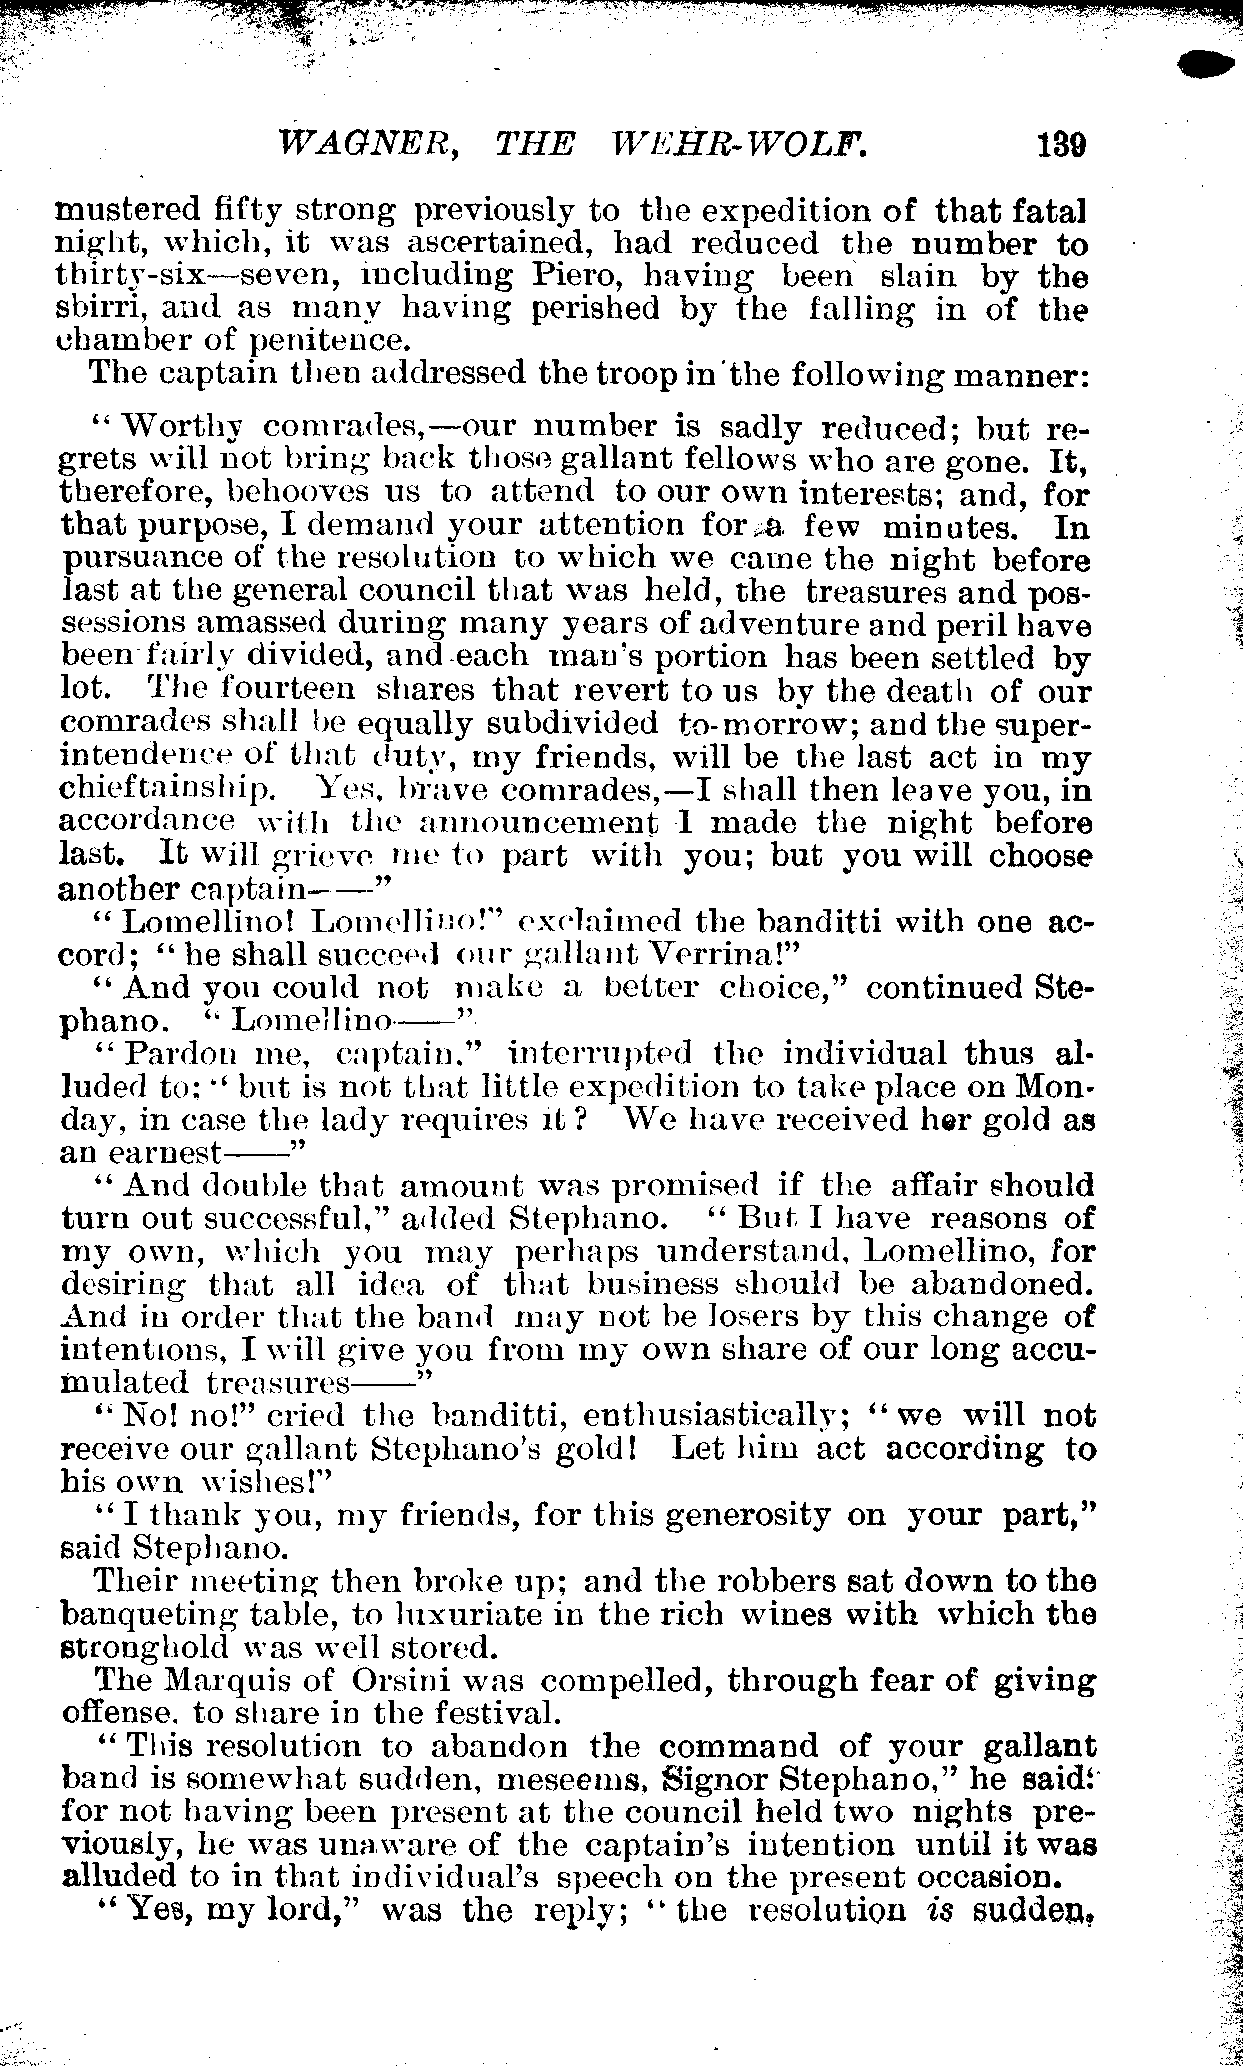 WAGNER, THE WEHR-WOLF. 139
mustered fifty strong previously to the expedition of that fatal
night, which, it was ascertained, had reduced the number to
thirty-six—seven, including Piero, having been slain by the
sbirri, and as many having perished by the falling in of the
chamber of penitence.
The captain then addressed the troop in the following manner:
“ Worthy comrades,—our number is sadly reduced; but re-
grets will not bring back those gallant fellows who are gone. It,
therefore, behooves us to attend to our own interests; and, for
that purpose, I demand your attention for a few minutes. In
pursuance of the resolution to which we came the night before
last at the general council that was held, the treasures and pos-
sessions amassed during many years of adventure and peril have
been fairly divided, and each man's portion has been settled by
lot. The fourteen shares that revert to us by the death of our
comrades shall be equally subdivided to-morrow; and the super-
intendence of that duty, my friends, will be the last act in my
chieftainship. Yes, brave comrades,—I shall then leave you, in
accordance with the announcement I made the night before
last. It will grieve me to part with you; but you will choose
another captain——”
“ Lomellino! Lomellino!” exclaimed the banditti with one ac-
cord; “ he shall succeed our gallant Verrina!”
“ And you could not make a better choice,” continued Ste-
phano. “ Lomellino——”
“ Pardon me, captain,” interrupted the individual thus al-
luded to; “ but is not that little expedition to take place on Mon-
day, in case the lady requires it ? We have received her gold as
an earnest——”
“ And double that amount was promised if the affair should
turn out successful,” added Stephano. “ But I have reasons of
my own, which you may perhaps understand, Lomellino, for
desiring that all idea of that business should be abandoned.
And in order that the band may not be losers by this change of
intentions, I will give you from my own share of our long accu-
mulated treasures——”
“ No! no!” cried the banditti, enthusiastically; “ we will not
receive our gallant Stephano's gold! Let him act according to
his own wishes!”
“ I thank you, my friends, for this generosity on your part,”
said Stephano.
Their meeting then broke up; and the robbers sat down to the
banqueting table, to luxuriate in the rich wines with which the
stronghold was well stored.
The Marquis of Orsini was compelled, through fear of giving
offense, to share in the festival.
“ This resolution to abandon the command of your gallant
band is somewhat sudden, meseems, Signor Stephano,” he said:
for not having been present at the council held two nights pre-
viously, he was unaware of the captain's intention until it was
alluded to in that individual's speech on the present occasion.
“ Yes, my lord,” was the reply; “ the resolution is sudden,